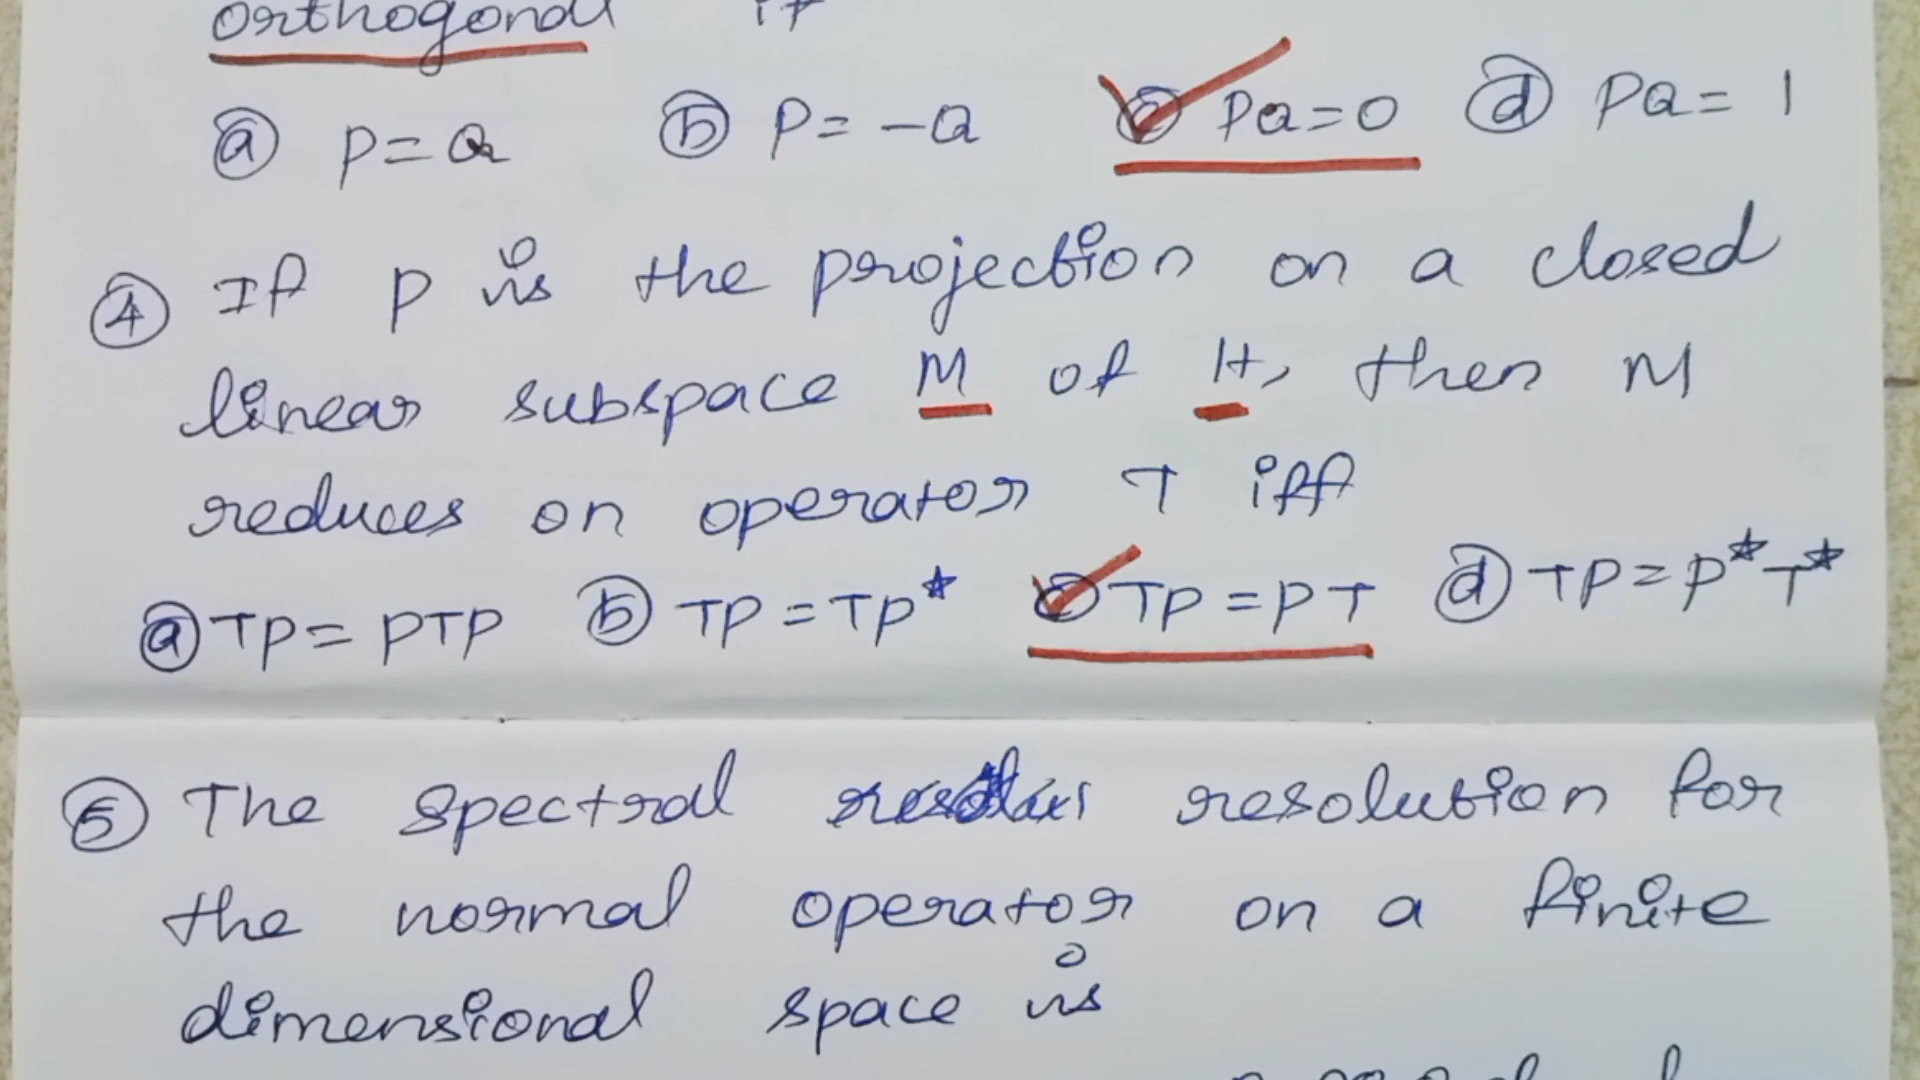 orthogonal if
ⓐ P=Q ⓑ P=-Q ⓒ PQ=0 ⓓ PQ=1
④ If P is the projection on a closed
linear subspace M of H, then M
reduces on operator T iff
ⓐ TP=PTP ⓑ TP=TP* ⓒ TP=PT ⓓ TP=P*T*
⑤ The spectral resolution for
the normal operator on a finite
dimensional space is